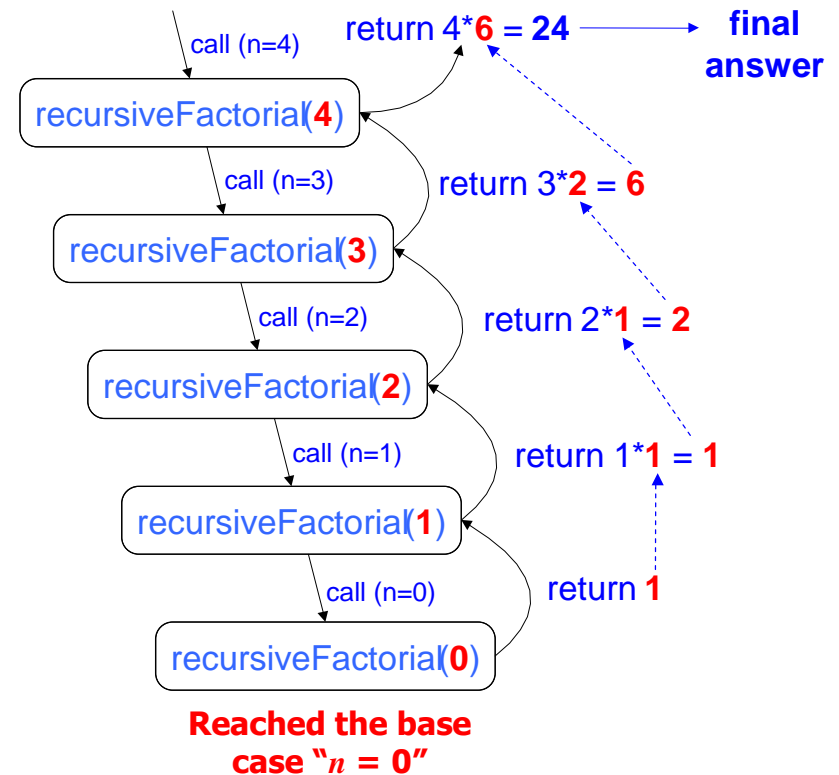 call (n=4)
return 4*6 = 24
final
answer
recursiveFactorial(4)
call (n=3)
return 3*2 = 6
recursiveFactorial(3)
call (n=2)
return 2*1 = 2
recursiveFactorial(2)
call (n=1)
return 1*1 = 1
recursiveFactorial(1)
call (n=0)
return 1
recursiveFactorial(0)
Reached the base
case “n = 0”